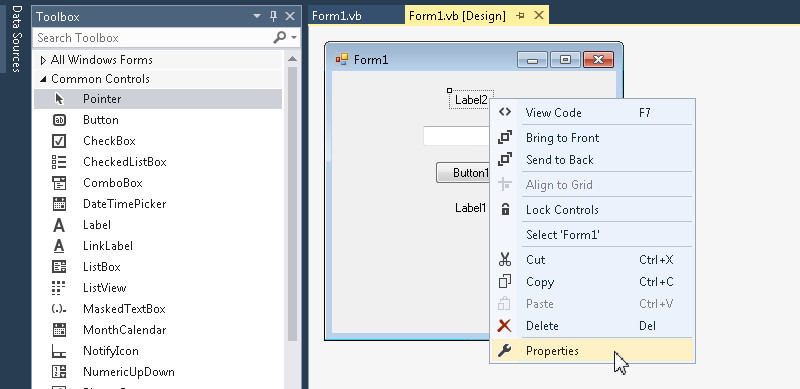 Data Sources
Toolbox
Search Toolbox
All Windows Forms
Common Controls
Pointer
Button
CheckBox
CheckedListBox
ComboBox
DateTimePicker
Label
LinkLabel
ListBox
ListView
MaskedTextBox
MonthCalendar
NotifyIcon
NumericUpDown
Form1.vb
Form1.vb [Design]
Form1
Label2
Button1
Label1
View Code F7
Bring to Front
Send to Back
Align to Grid
Lock Controls
Select 'Form1'
Cut Ctrl+X
Copy Ctrl+C
Paste Ctrl+V
Delete Del
Properties